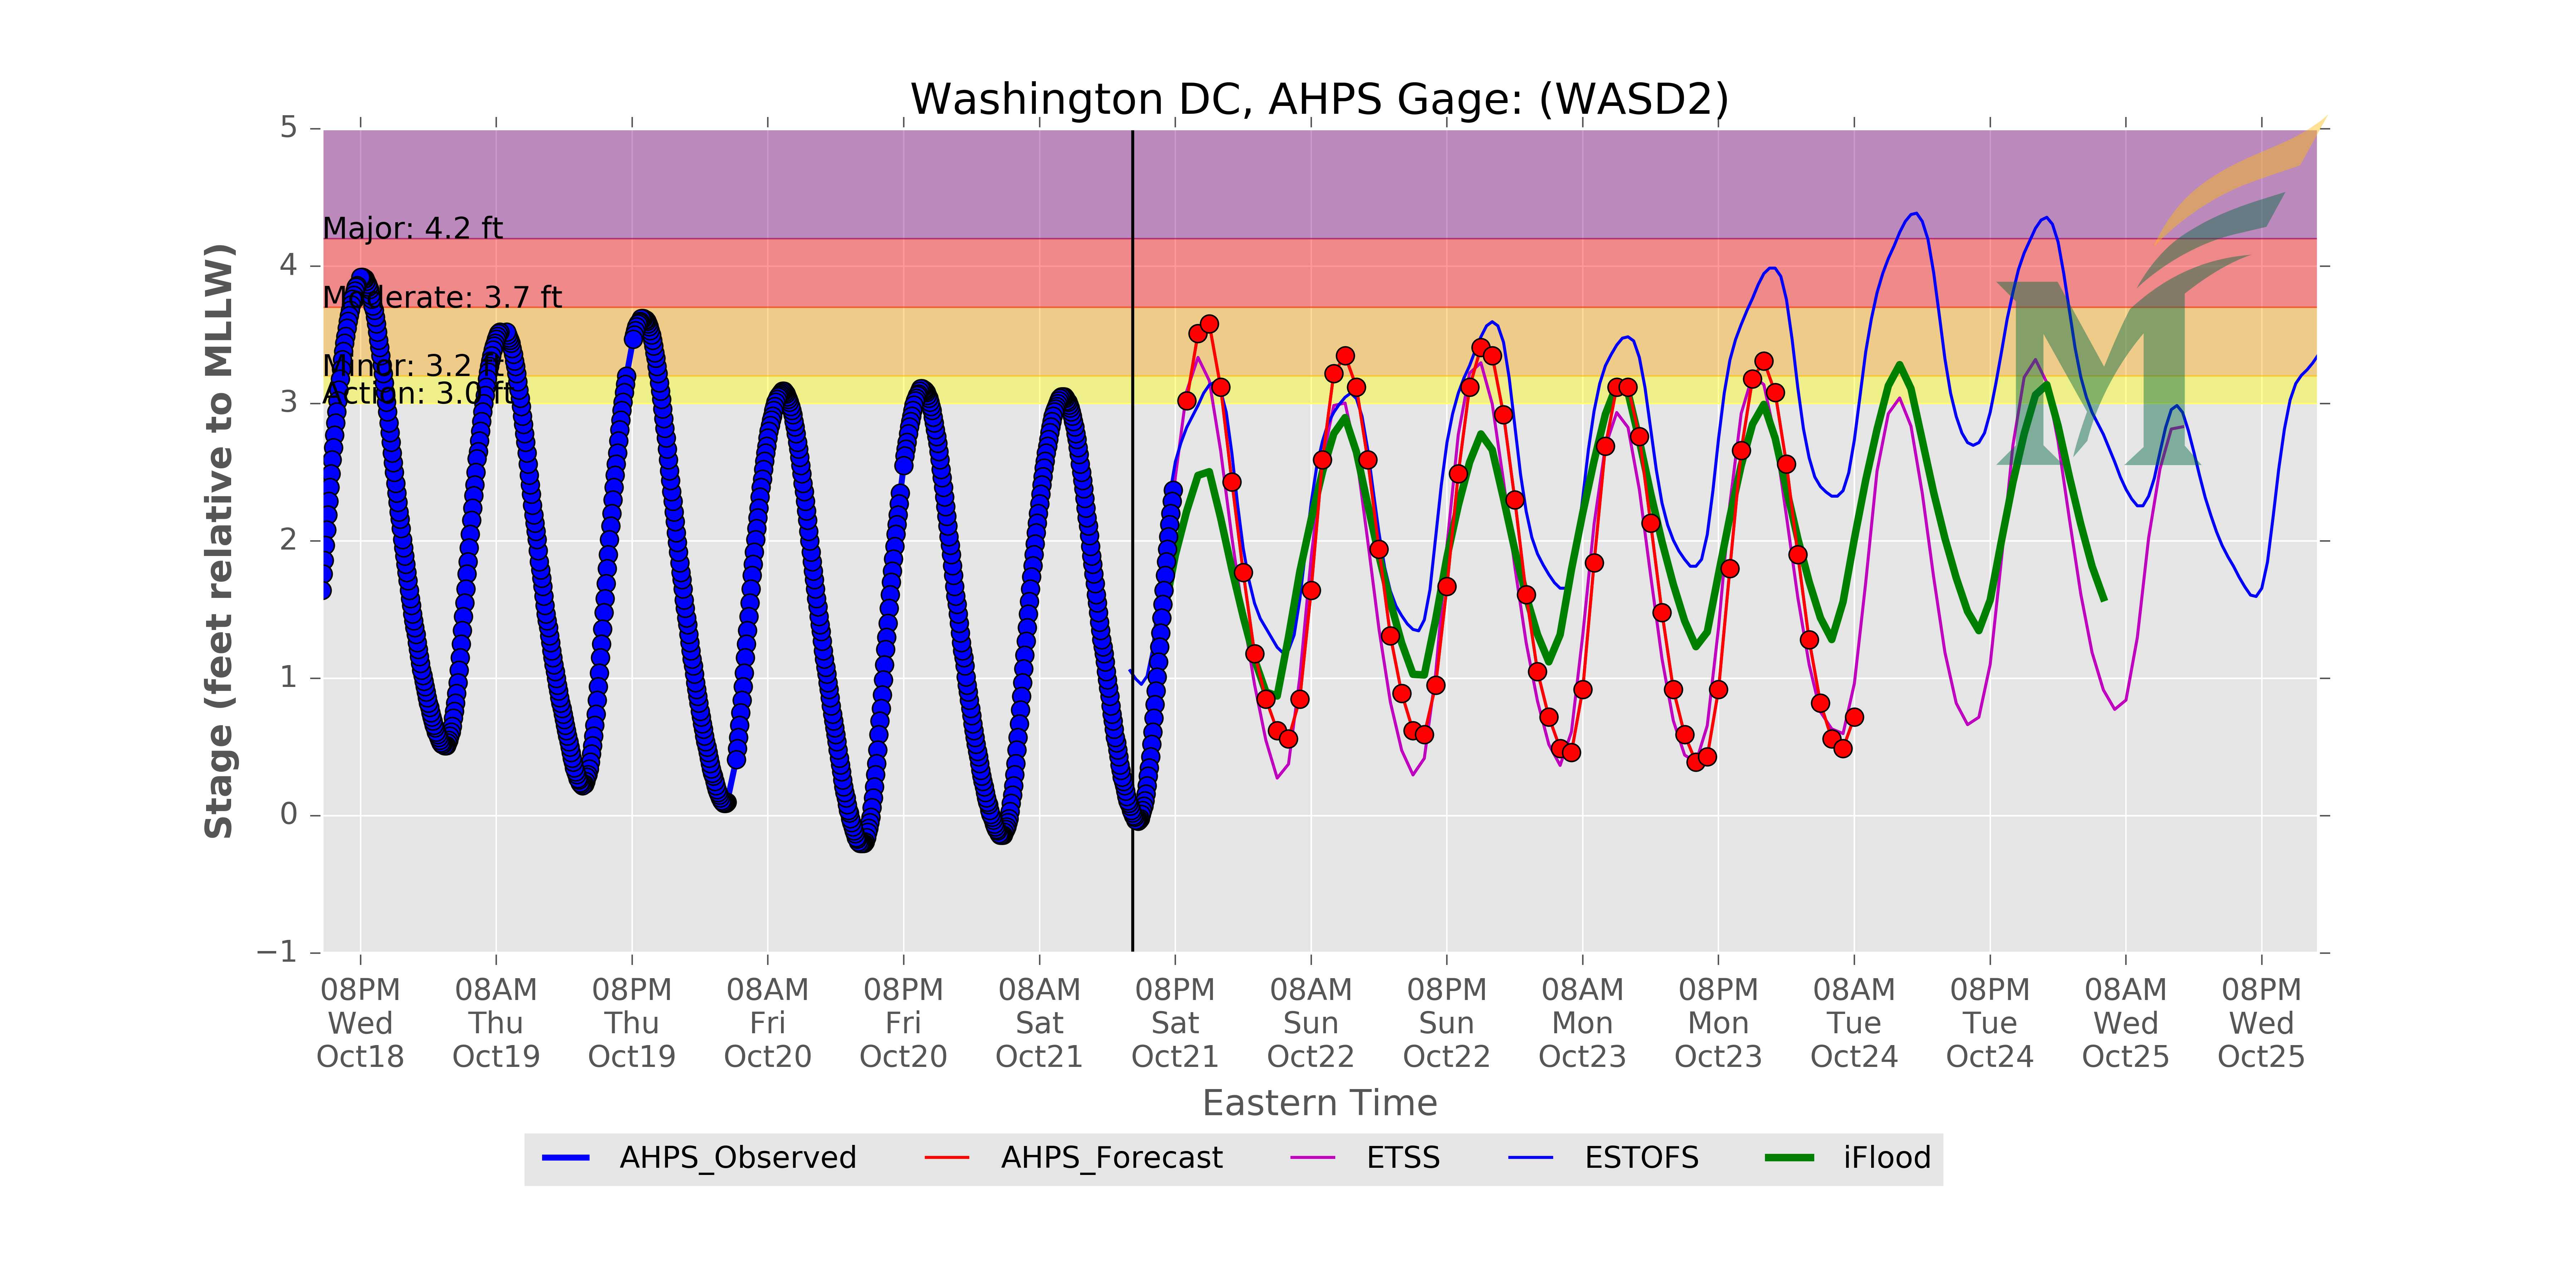 Washington DC, AHPS Gage: (WASD2)
Stage (feet relative to MLLW)
5
4
3
2
1
0
−1
Major: 4.2 ft
Moderate: 3.7 ft
Minor: 3.2 ft
Action: 3.0 ft
08PM 08AM 08PM 08AM 08PM 08AM 08PM 08AM 08PM 08AM 08PM 08AM 08PM 08AM 08PM
Wed Thu Thu Fri Fri Sat Sat Sun Sun Mon Mon Tue Tue Wed Wed
Oct18 Oct19 Oct19 Oct20 Oct20 Oct21 Oct21 Oct22 Oct22 Oct23 Oct23 Oct24 Oct24 Oct25 Oct25
Eastern Time
AHPS_Observed AHPS_Forecast ETSS ESTOFS iFlood